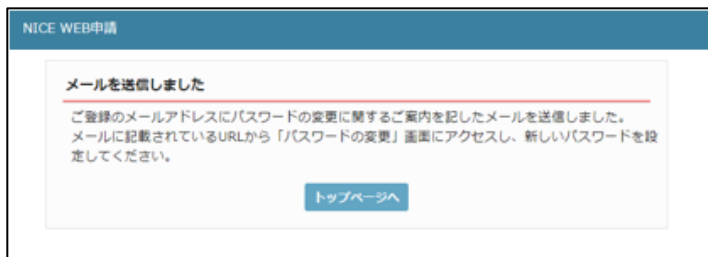 NICE WEB申請
メールを送信しました
ご登録のメールアドレスにパスワードの変更に関するご案内を記したメールを送信しました。
メールに記載されているURLから「パスワードの変更」画面にアクセスし、新しいパスワードを設
定してください。
トップページへ